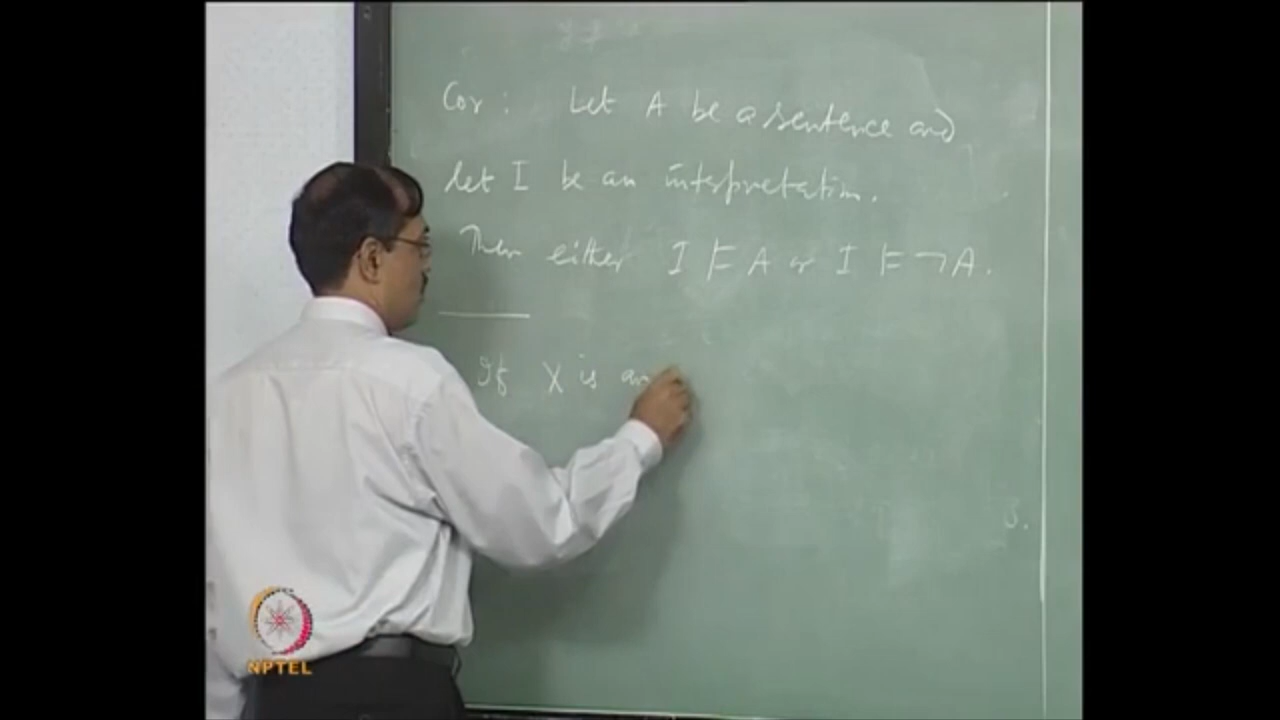 Cor : Let A be a sentence and
let I be an interpretation.
Then either I ⊨ A or I ⊨ ¬A.
If X is an
NPTEL